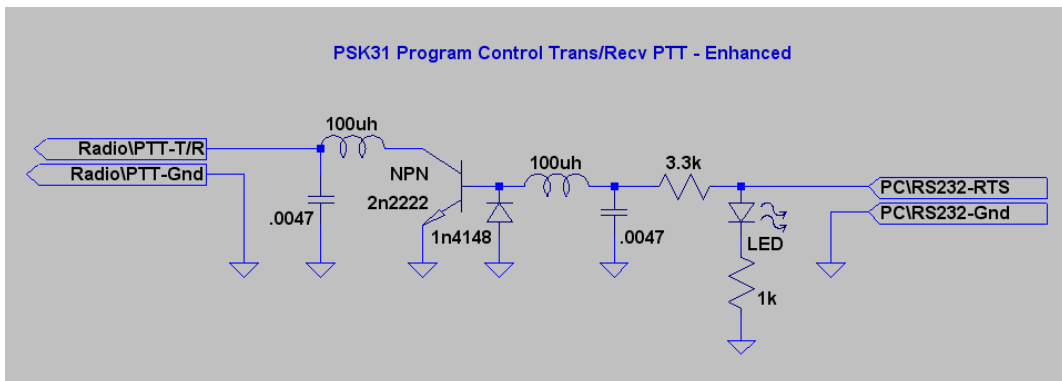 PSK31 Program Control Trans/Recv PTT - Enhanced
100uh
Radio\PTT-T/R
100uh
3.3k
Radio\PTT-Gnd
NPN
PC\RS232-RTS
2n2222
PC\RS232-Gnd
.0047
1n4148
.0047
LED
1k